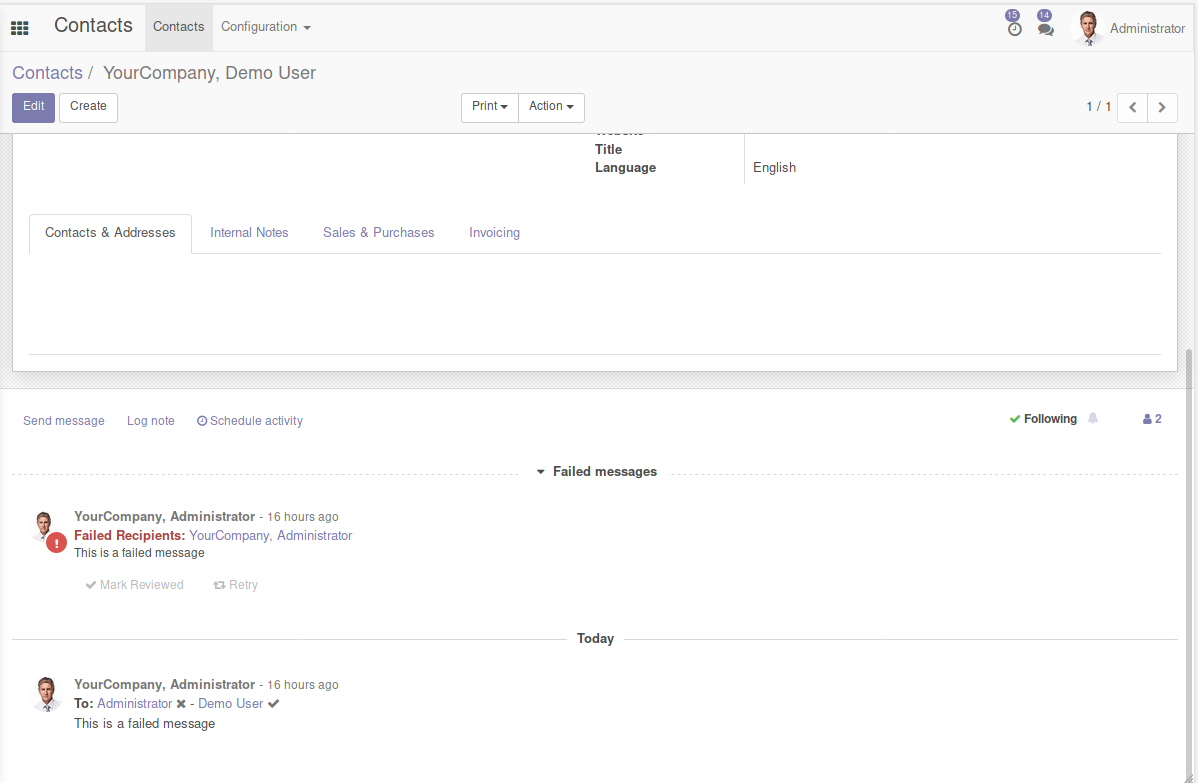 Contacts Contacts Configuration 15 14 Administrator
Contacts / YourCompany, Demo User
Edit Create Print Action 1 / 1
Website
Title
Language English
Contacts & Addresses Internal Notes Sales & Purchases Invoicing
Send message Log note Schedule activity Following 2
Failed messages
YourCompany, Administrator - 16 hours ago
Failed Recipients: YourCompany, Administrator
This is a failed message
Mark Reviewed Retry
Today
YourCompany, Administrator - 16 hours ago
To: Administrator ✖ - Demo User ✔
This is a failed message